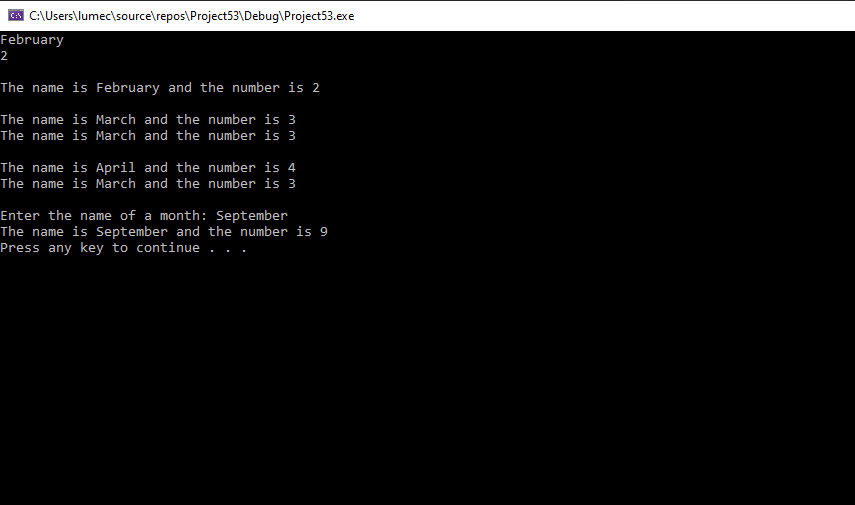 C:\Users\lumec\source\repos\Project53\Debug\Project53.exe
February
2
The name is February and the number is 2
The name is March and the number is 3
The name is March and the number is 3
The name is April and the number is 4
The name is March and the number is 3
Enter the name of a month: September
The name is September and the number is 9
Press any key to continue . . .